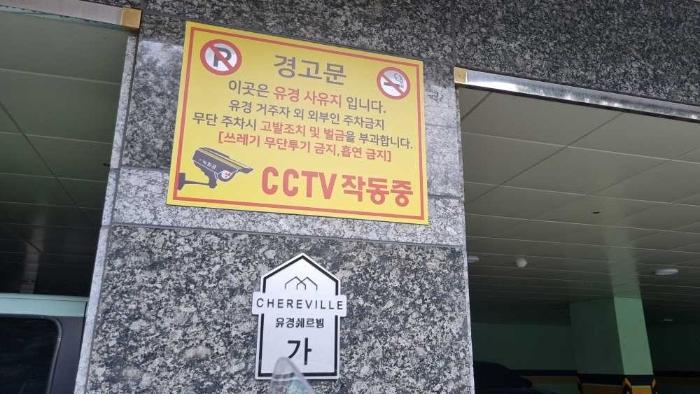 경고문
이곳은 유경 사유지 입니다.
유경 거주자 외 외부인 주차금지
무단 주차시 고발조치 및 벌금을 부과합니다.
[쓰레기 무단투기 금지,흡연 금지]
CCTV 작동중
CHEREVILLE
유경쉐르빌
가